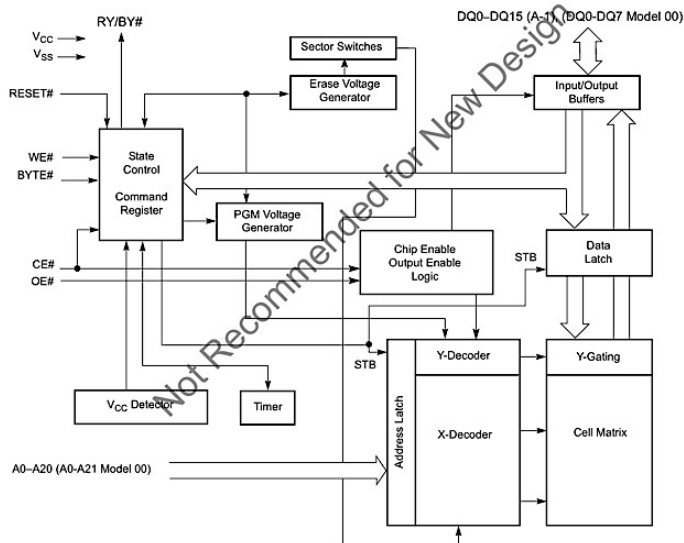 DQ0–DQ15 (A-1), (DQ0-DQ7 Model 00)
RY/BY#
VCC
VSS
Sector Switches
Erase Voltage
Generator
Input/Output
Buffers
RESET#
WE#
BYTE#
State
Control
Command
Register
PGM Voltage
Generator
Chip Enable
Output Enable
Logic
Data
Latch
STB
CE#
OE#
STB
Y-Decoder
Y-Gating
Address Latch
X-Decoder
Cell Matrix
VCC Detector
Timer
A0–A20 (A0-A21 Model 00)
Not Recommended for New Design